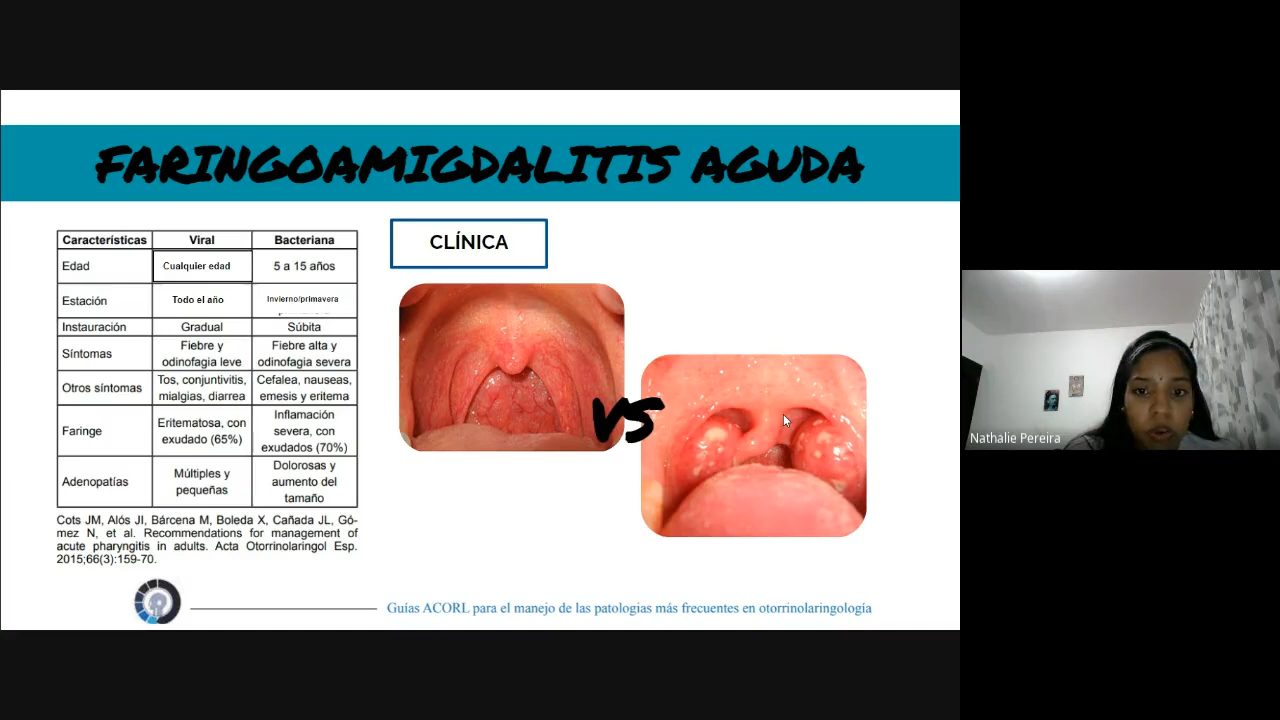 FARINGOAMIGDALITIS AGUDA
CLÍNICA
Características Viral Bacteriana
Edad Cualquier edad 5 a 15 años
Estación Todo el año Invierno/primavera
Instauración Gradual Súbita
Síntomas Fiebre y odinofagia leve Fiebre alta y odinofagia severa
Otros síntomas Tos, conjuntivitis, mialgias, diarrea Cefalea, nauseas, emesis y eritema
Faringe Eritematosa, con exudado (65%) Inflamación severa, con exudados (70%)
Adenopatías Múltiples y pequeñas Dolorosas y aumento del tamaño
VS
Cots JM, Alós JI, Bárcena M, Boleda X, Cañada JL, Gó-
mez N, et al. Recommendations for management of
acute pharyngitis in adults. Acta Otorrinolaringol Esp.
2015;66(3):159-70.
Guías ACORL para el manejo de las patologias más frecuentes en otorrinolaringología
Nathalie Pereira